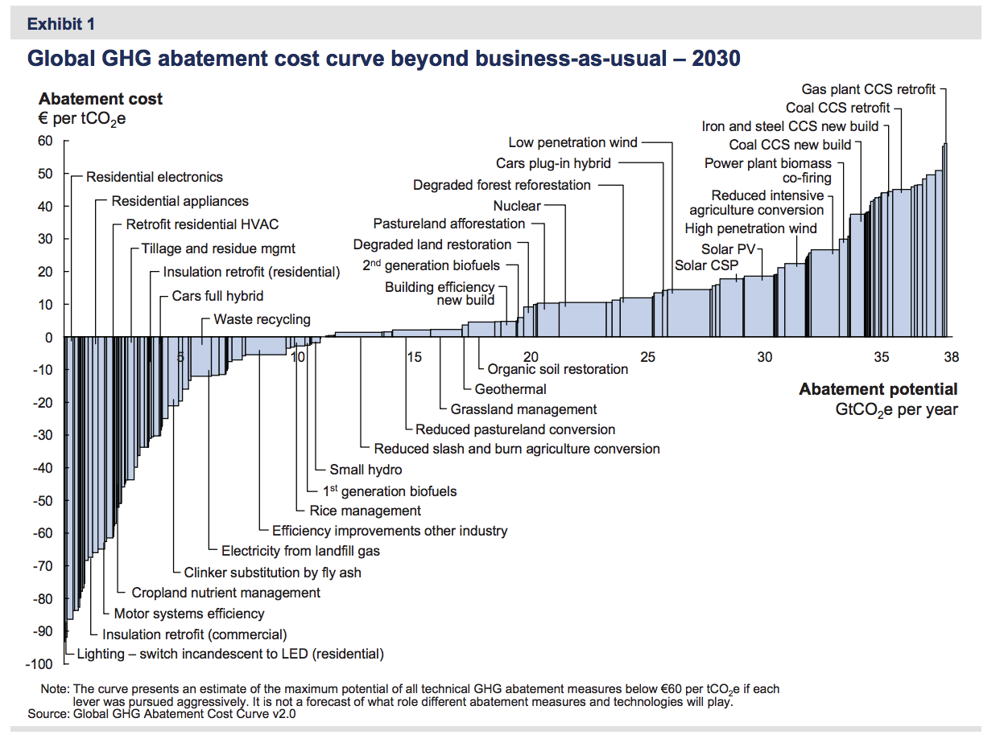 Exhibit 1
Global GHG abatement cost curve beyond business-as-usual – 2030
Abatement cost
€ per tCO2e
60
50
40
30
20
10
0
-10
-20
-30
-40
-50
-60
-70
-80
-90
-100
Residential electronics
Residential appliances
Retrofit residential HVAC
Tillage and residue mgmt
Insulation retrofit (residential)
Cars full hybrid
Waste recycling
Gas plant CCS retrofit
Coal CCS retrofit
Iron and steel CCS new build
Coal CCS new build
Power plant biomass
co-firing
Reduced intensive
agriculture conversion
High penetration wind
Solar PV
Solar CSP
Low penetration wind
Cars plug-in hybrid
Degraded forest reforestation
Nuclear
Pastureland afforestation
Degraded land restoration
2nd generation biofuels
Building efficiency
new build
5
10
15
20
25
30
35
38
Abatement potential
GtCO2e per year
Organic soil restoration
Geothermal
Grassland management
Reduced pastureland conversion
Reduced slash and burn agriculture conversion
Small hydro
1st generation biofuels
Rice management
Efficiency improvements other industry
Electricity from landfill gas
Clinker substitution by fly ash
Cropland nutrient management
Motor systems efficiency
Insulation retrofit (commercial)
Lighting – switch incandescent to LED (residential)
Note: The curve presents an estimate of the maximum potential of all technical GHG abatement measures below €60 per tCO2e if each
lever was pursued aggressively. It is not a forecast of what role different abatement measures and technologies will play.
Source: Global GHG Abatement Cost Curve v2.0